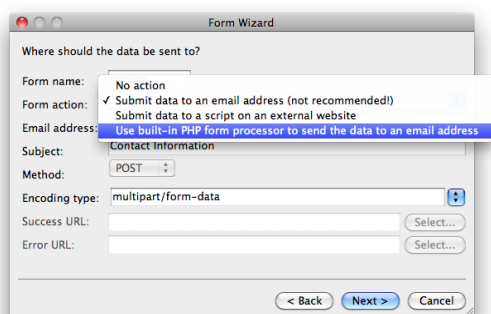 Form Wizard
Where should the data be sent to?
Form name:
No action
Form action: ✓ Submit data to an email address (not recommended!)
Submit data to a script on an external website
Email address: Use built-in PHP form processor to send the data to an email address
Subject: Contact Information
Method: POST
Encoding type: multipart/form-data
Success URL: Select...
Error URL: Select...
< Back Next > Cancel